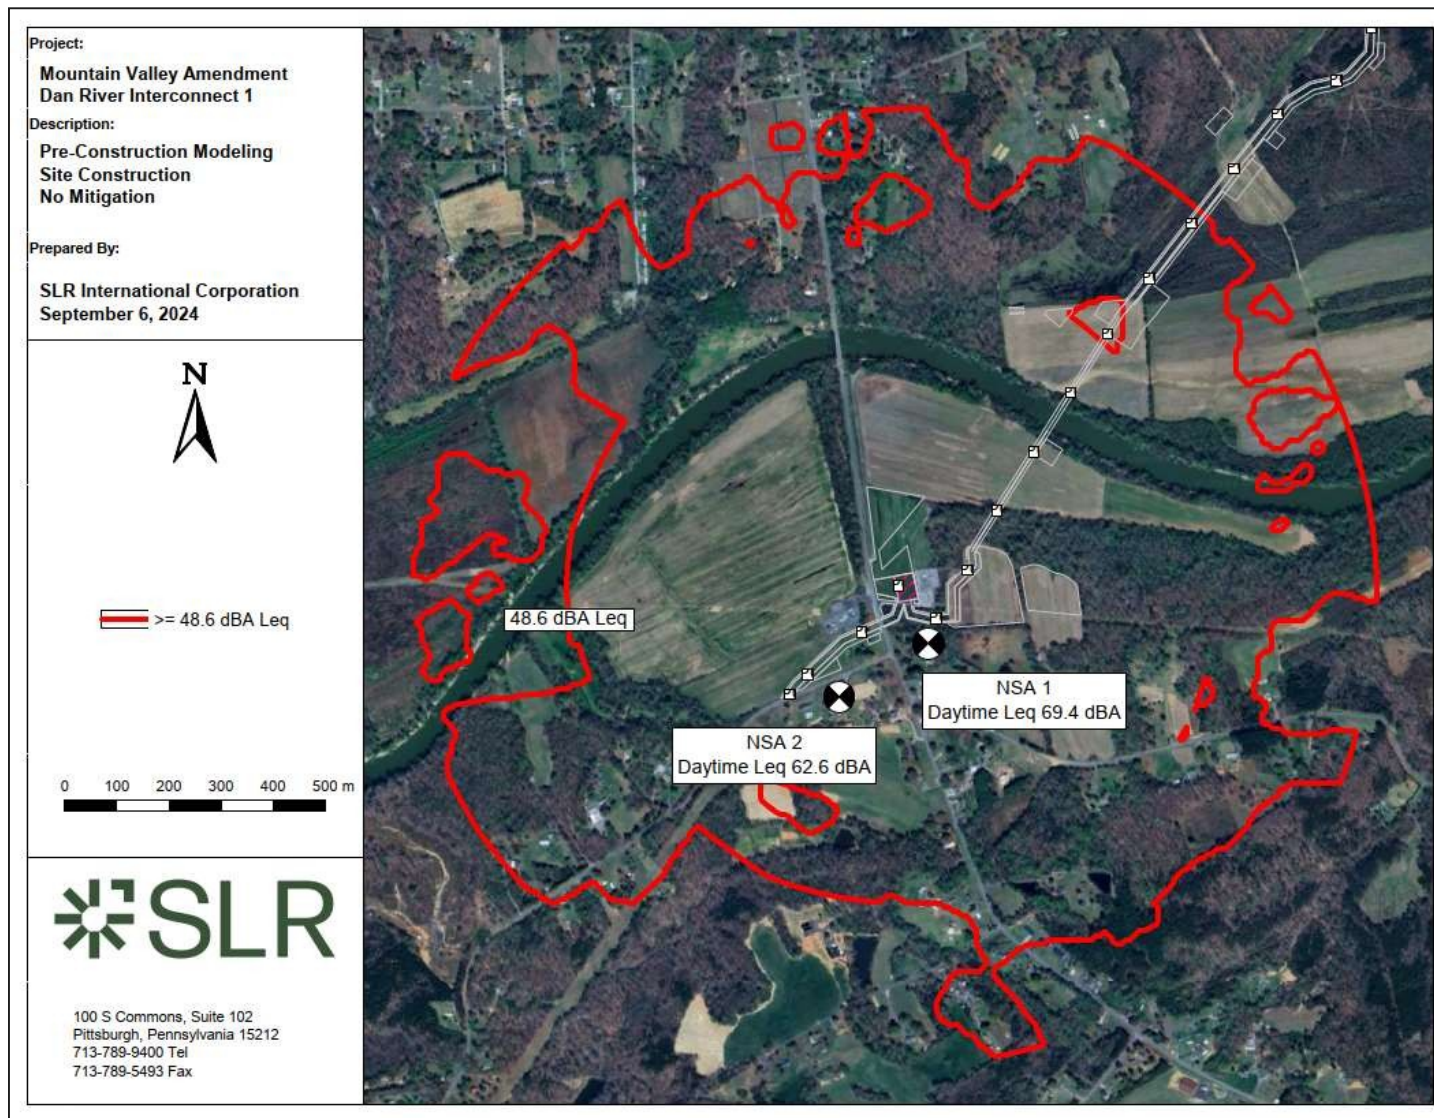 Project:
Mountain Valley Amendment
Dan River Interconnect 1
Description:
Pre-Construction Modeling
Site Construction
No Mitigation
Prepared By:
SLR International Corporation
September 6, 2024
N
>= 48.6 dBA Leq
0 100 200 300 400 500 m
SLR
100 S Commons, Suite 102
Pittsburgh, Pennsylvania 15212
713-789-9400 Tel
713-789-5493 Fax
48.6 dBA Leq
NSA 1
Daytime Leq 69.4 dBA
NSA 2
Daytime Leq 62.6 dBA